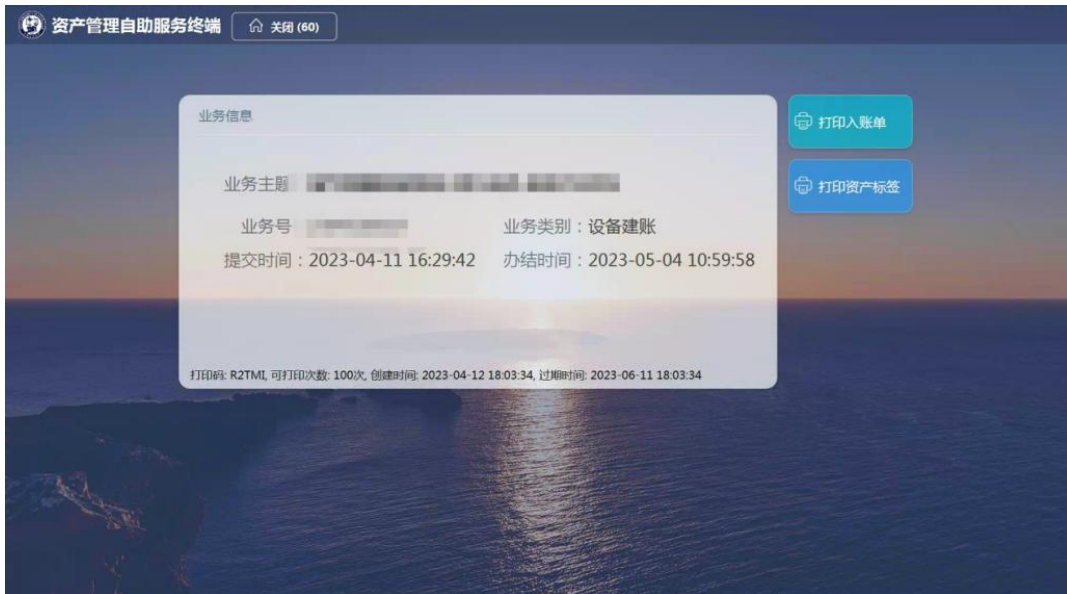 资产管理自助服务终端 关闭 (60)
业务信息
打印入账单
业务主题
打印资产标签
业务号 业务类别：设备建账
提交时间：2023-04-11 16:29:42 办结时间：2023-05-04 10:59:58
打印码: R2TMI, 可打印次数: 100次, 创建时间: 2023-04-12 18:03:34, 过期时间: 2023-06-11 18:03:34